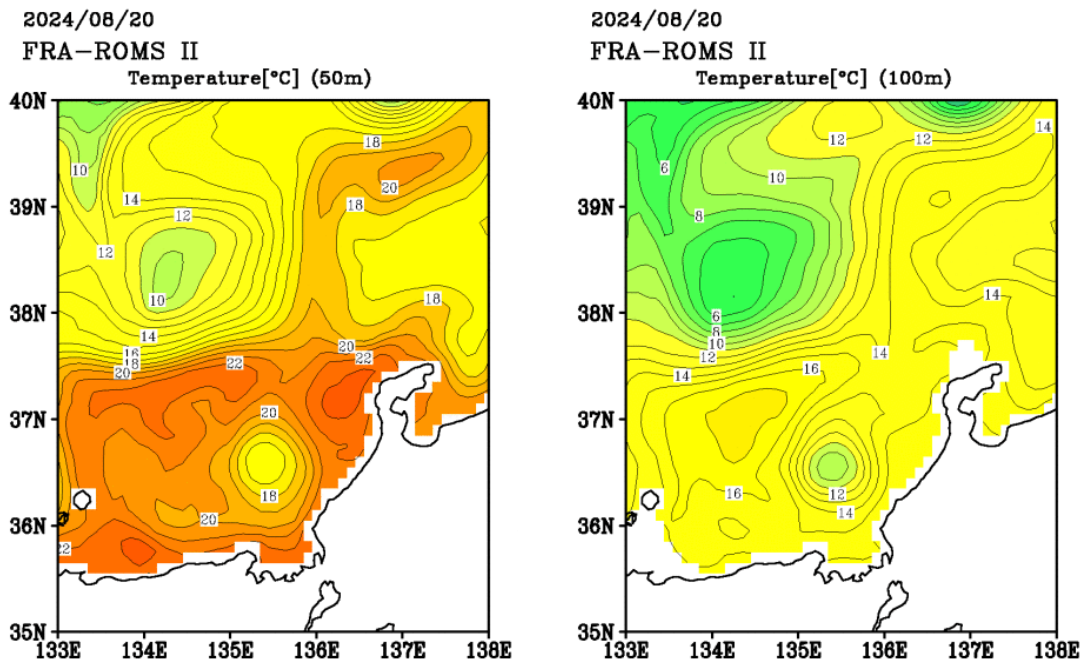 2024/08/20
FRA-ROMS II
Temperature[°C] (50m)
40N
39N
38N
37N
36N
35N
133E 134E 135E 136E 137E 138E
10
14
12
12
10
14
16
18
20
18
20
18
18
20
22
22
20
18
20
22
2024/08/20
FRA-ROMS II
Temperature[°C] (100m)
40N
39N
38N
37N
36N
35N
133E 134E 135E 136E 137E 138E
12
12
14
6
10
8
14
6
8
10
12
14
14
16
16
12
14